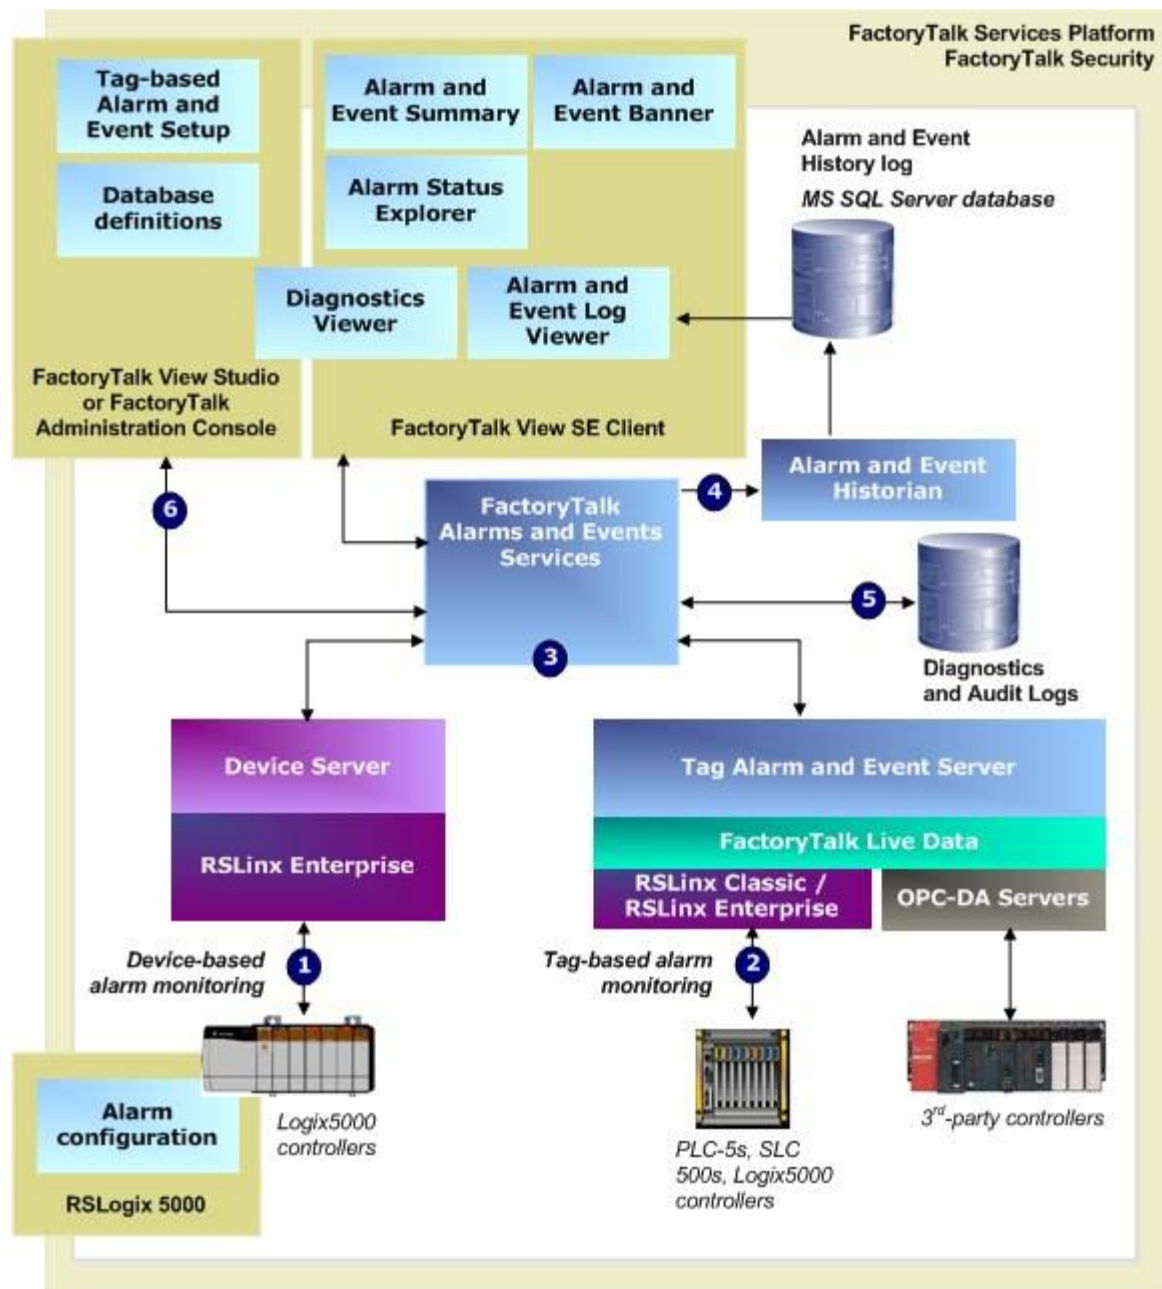 FactoryTalk Services Platform
FactoryTalk Security
Tag-based
Alarm and
Event Setup
Database
definitions
Alarm and
Event Summary
Alarm and
Event Banner
Alarm Status
Explorer
Diagnostics
Viewer
Alarm and
Event Log
Viewer
FactoryTalk View Studio
or FactoryTalk
Administration Console
FactoryTalk View SE Client
Alarm and Event
History log
MS SQL Server database
Alarm and Event
Historian
FactoryTalk
Alarms and Events
Services
6
4
5
3
Diagnostics
and Audit Logs
Device Server
RSLinx Enterprise
Tag Alarm and Event Server
FactoryTalk Live Data
RSLinx Classic /
RSLinx Enterprise
OPC-DA Servers
Device-based
alarm monitoring
1
Tag-based alarm
monitoring
2
Alarm
configuration
RSLogix 5000
Logix5000
controllers
PLC-5s, SLC
500s, Logix5000
controllers
3rd-party controllers